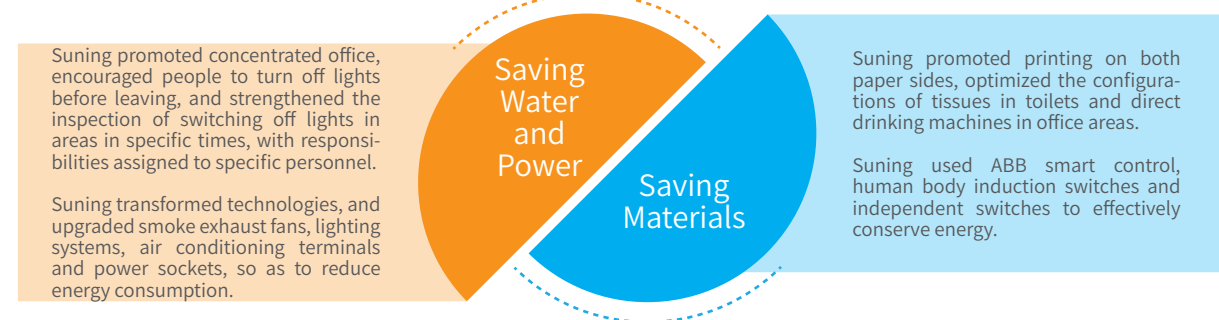 Suning promoted concentrated office,
encouraged people to turn off lights
before leaving, and strengthened the
inspection of switching off lights in
areas in specific times, with responsi-
bilities assigned to specific personnel.
Suning transformed technologies, and
upgraded smoke exhaust fans, lighting
systems, air conditioning terminals
and power sockets, so as to reduce
energy consumption.
Saving
Water
and
Power
Saving
Materials
Suning promoted printing on both
paper sides, optimized the configura-
tions of tissues in toilets and direct
drinking machines in office areas.
Suning used ABB smart control,
human body induction switches and
independent switches to effectively
conserve energy.